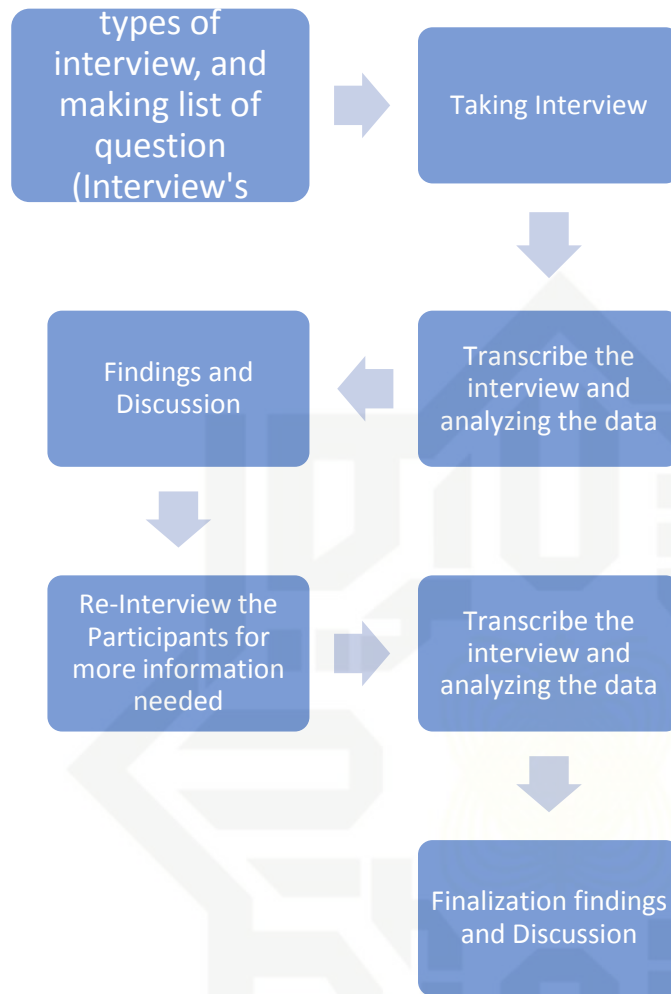 types of
interview, and
making list of
question
(Interview's
Taking Interview
Transcribe the
interview and
analyzing the data
Findings and
Discussion
Re-Interview the
Participants for
more information
needed
Transcribe the
interview and
analyzing the data
Finalization findings
and Discussion